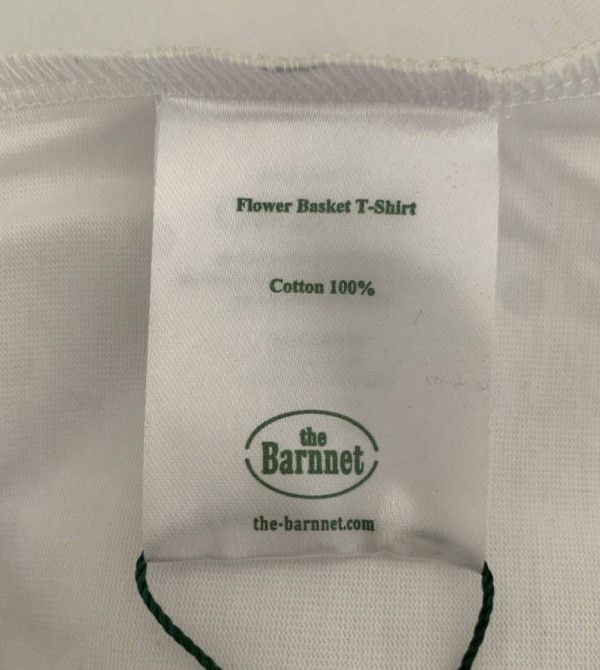 Flower Basket T-Shirt
Cotton 100%
the
Barnnet
the-barnnet.com